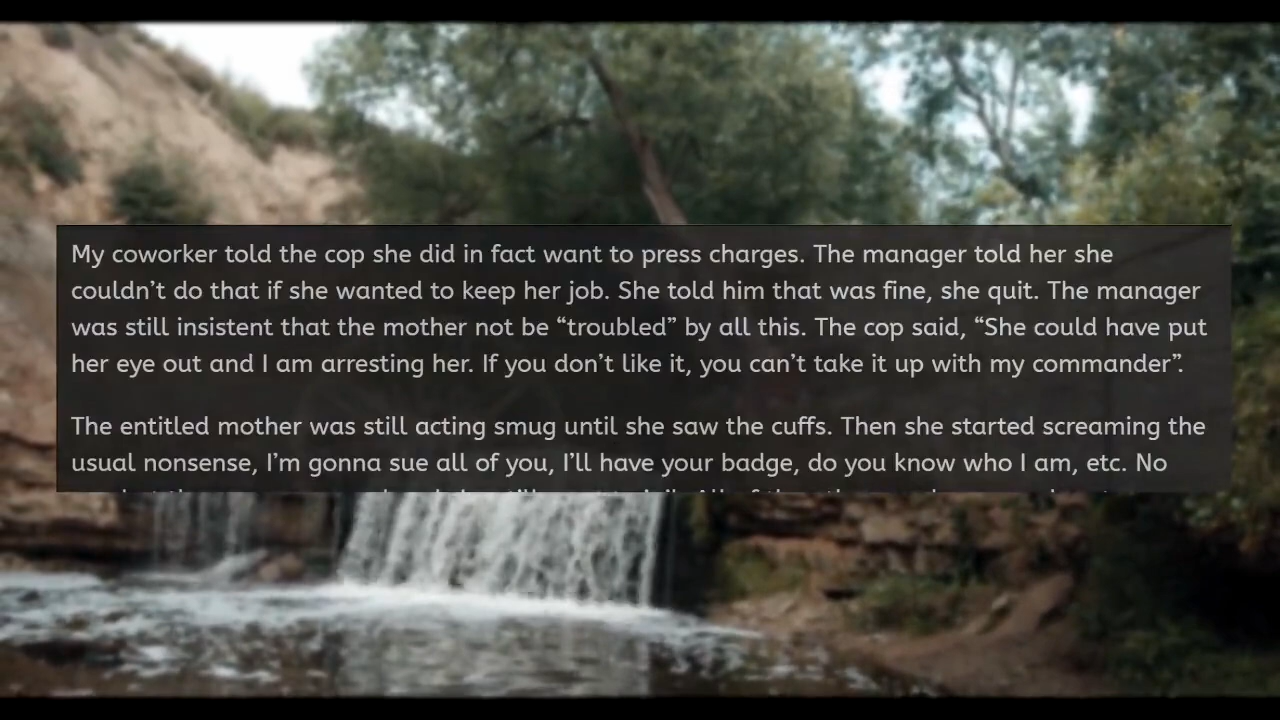 My coworker told the cop she did in fact want to press charges. The manager told her she
couldn’t do that if she wanted to keep her job. She told him that was fine, she quit. The manager
was still insistent that the mother not be “troubled” by all this. The cop said, “She could have put
her eye out and I am arresting her. If you don’t like it, you can’t take it up with my commander”.
The entitled mother was still acting smug until she saw the cuffs. Then she started screaming the
usual nonsense, I’m gonna sue all of you, I’ll have your badge, do you know who I am, etc. No